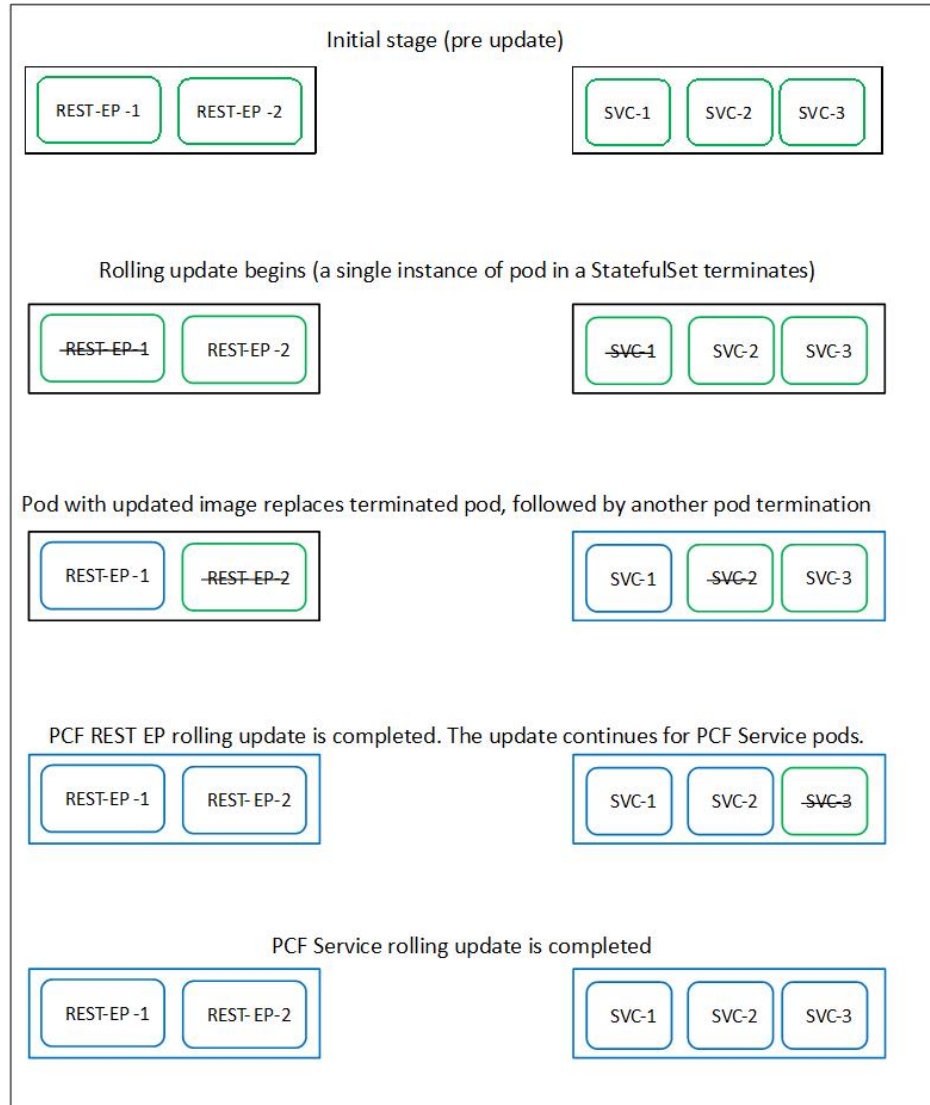 Initial stage (pre update)
REST-EP -1 REST-EP -2 SVC-1 SVC-2 SVC-3
Rolling update begins (a single instance of pod in a StatefulSet terminates)
REST-EP-1 REST-EP -2 SVC-1 SVC-2 SVC-3
Pod with updated image replaces terminated pod, followed by another pod termination
REST-EP -1 REST-EP-2 SVC-1 SVC-2 SVC-3
PCF REST EP rolling update is completed. The update continues for PCF Service pods.
REST-EP -1 REST-EP-2 SVC-1 SVC-2 SVC-3
PCF Service rolling update is completed
REST-EP -1 REST-EP-2 SVC-1 SVC-2 SVC-3